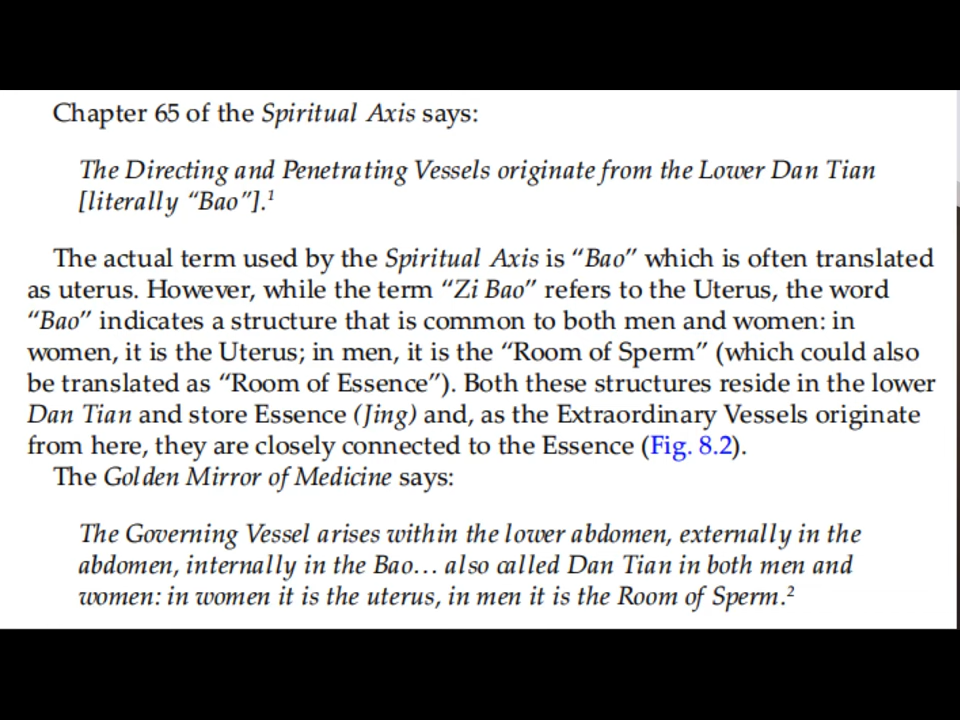 Chapter 65 of the Spiritual Axis says:
The Directing and Penetrating Vessels originate from the Lower Dan Tian
[literally “Bao”].¹
The actual term used by the Spiritual Axis is “Bao” which is often translated
as uterus. However, while the term “Zi Bao” refers to the Uterus, the word
“Bao” indicates a structure that is common to both men and women: in
women, it is the Uterus; in men, it is the “Room of Sperm” (which could also
be translated as “Room of Essence”). Both these structures reside in the lower
Dan Tian and store Essence (Jing) and, as the Extraordinary Vessels originate
from here, they are closely connected to the Essence (Fig. 8.2).
The Golden Mirror of Medicine says:
The Governing Vessel arises within the lower abdomen, externally in the
abdomen, internally in the Bao… also called Dan Tian in both men and
women: in women it is the uterus, in men it is the Room of Sperm.²